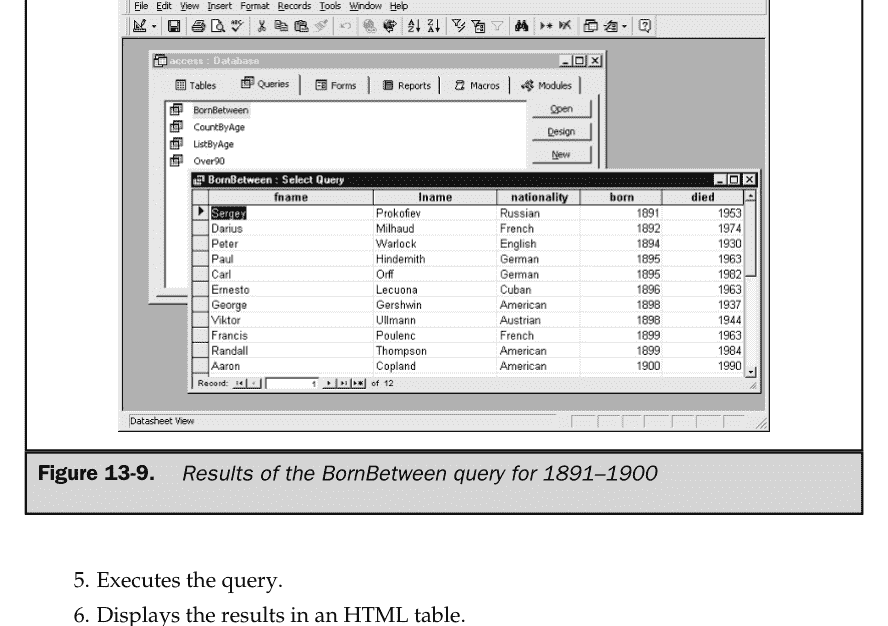 File Edit View Insert Format Records Tools Window Help
access : Database
Tables Queries Forms Reports Macros Modules
BornBetween
CountByAge
ListByAge
Over90
Open
Design
New
BornBetween : Select Query
fname lname nationality born died
Sergey Prokofiev Russian 1891 1953
Darius Milhaud French 1892 1974
Peter Warlock English 1894 1930
Paul Hindemith German 1895 1963
Carl Orff German 1895 1982
Ernesto Lecuona Cuban 1896 1963
George Gershwin American 1898 1937
Viktor Ullmann Austrian 1898 1944
Francis Poulenc French 1899 1963
Randall Thompson American 1899 1984
Aaron Copland American 1900 1990
Record: 1 of 12
Datasheet View
Figure 13-9. Results of the BornBetween query for 1891–1900
5. Executes the query.
6. Displays the results in an HTML table.